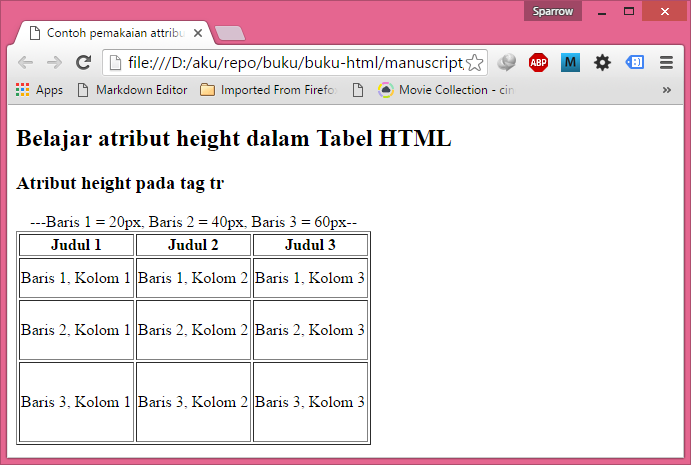 Sparrow
Contoh pemakaian attribu
file:///D:/aku/repo/buku/buku-html/manuscript
ABP M
Apps Markdown Editor Imported From Firefo Movie Collection - cin »
Belajar atribut height dalam Tabel HTML
Atribut height pada tag tr
---Baris 1 = 20px, Baris 2 = 40px, Baris 3 = 60px--
Judul 1 Judul 2 Judul 3
Baris 1, Kolom 1 Baris 1, Kolom 2 Baris 1, Kolom 3
Baris 2, Kolom 1 Baris 2, Kolom 2 Baris 2, Kolom 3
Baris 3, Kolom 1 Baris 3, Kolom 2 Baris 3, Kolom 3